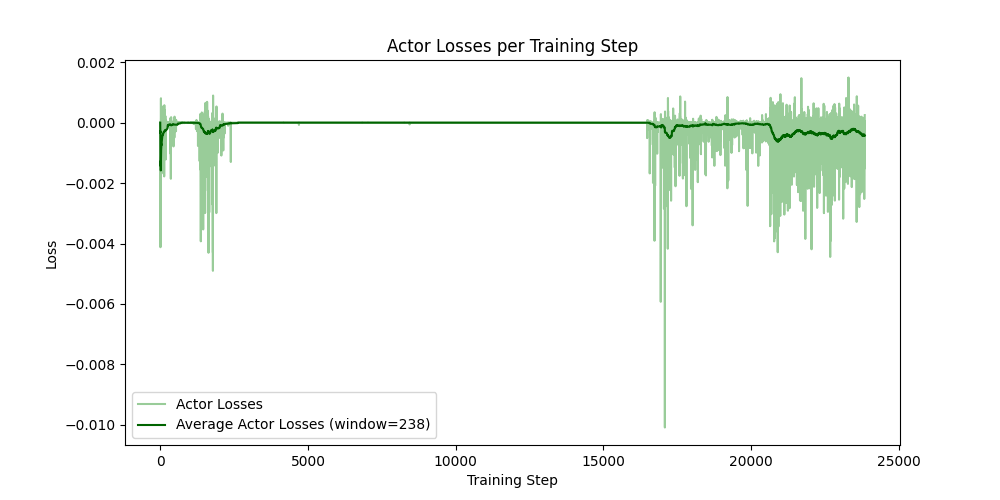 Actor Losses per Training Step
0.002
0.000
−0.002
−0.004
−0.006
−0.008
−0.010
Loss
Actor Losses
Average Actor Losses (window=238)
0
5000
10000
15000
20000
25000
Training Step